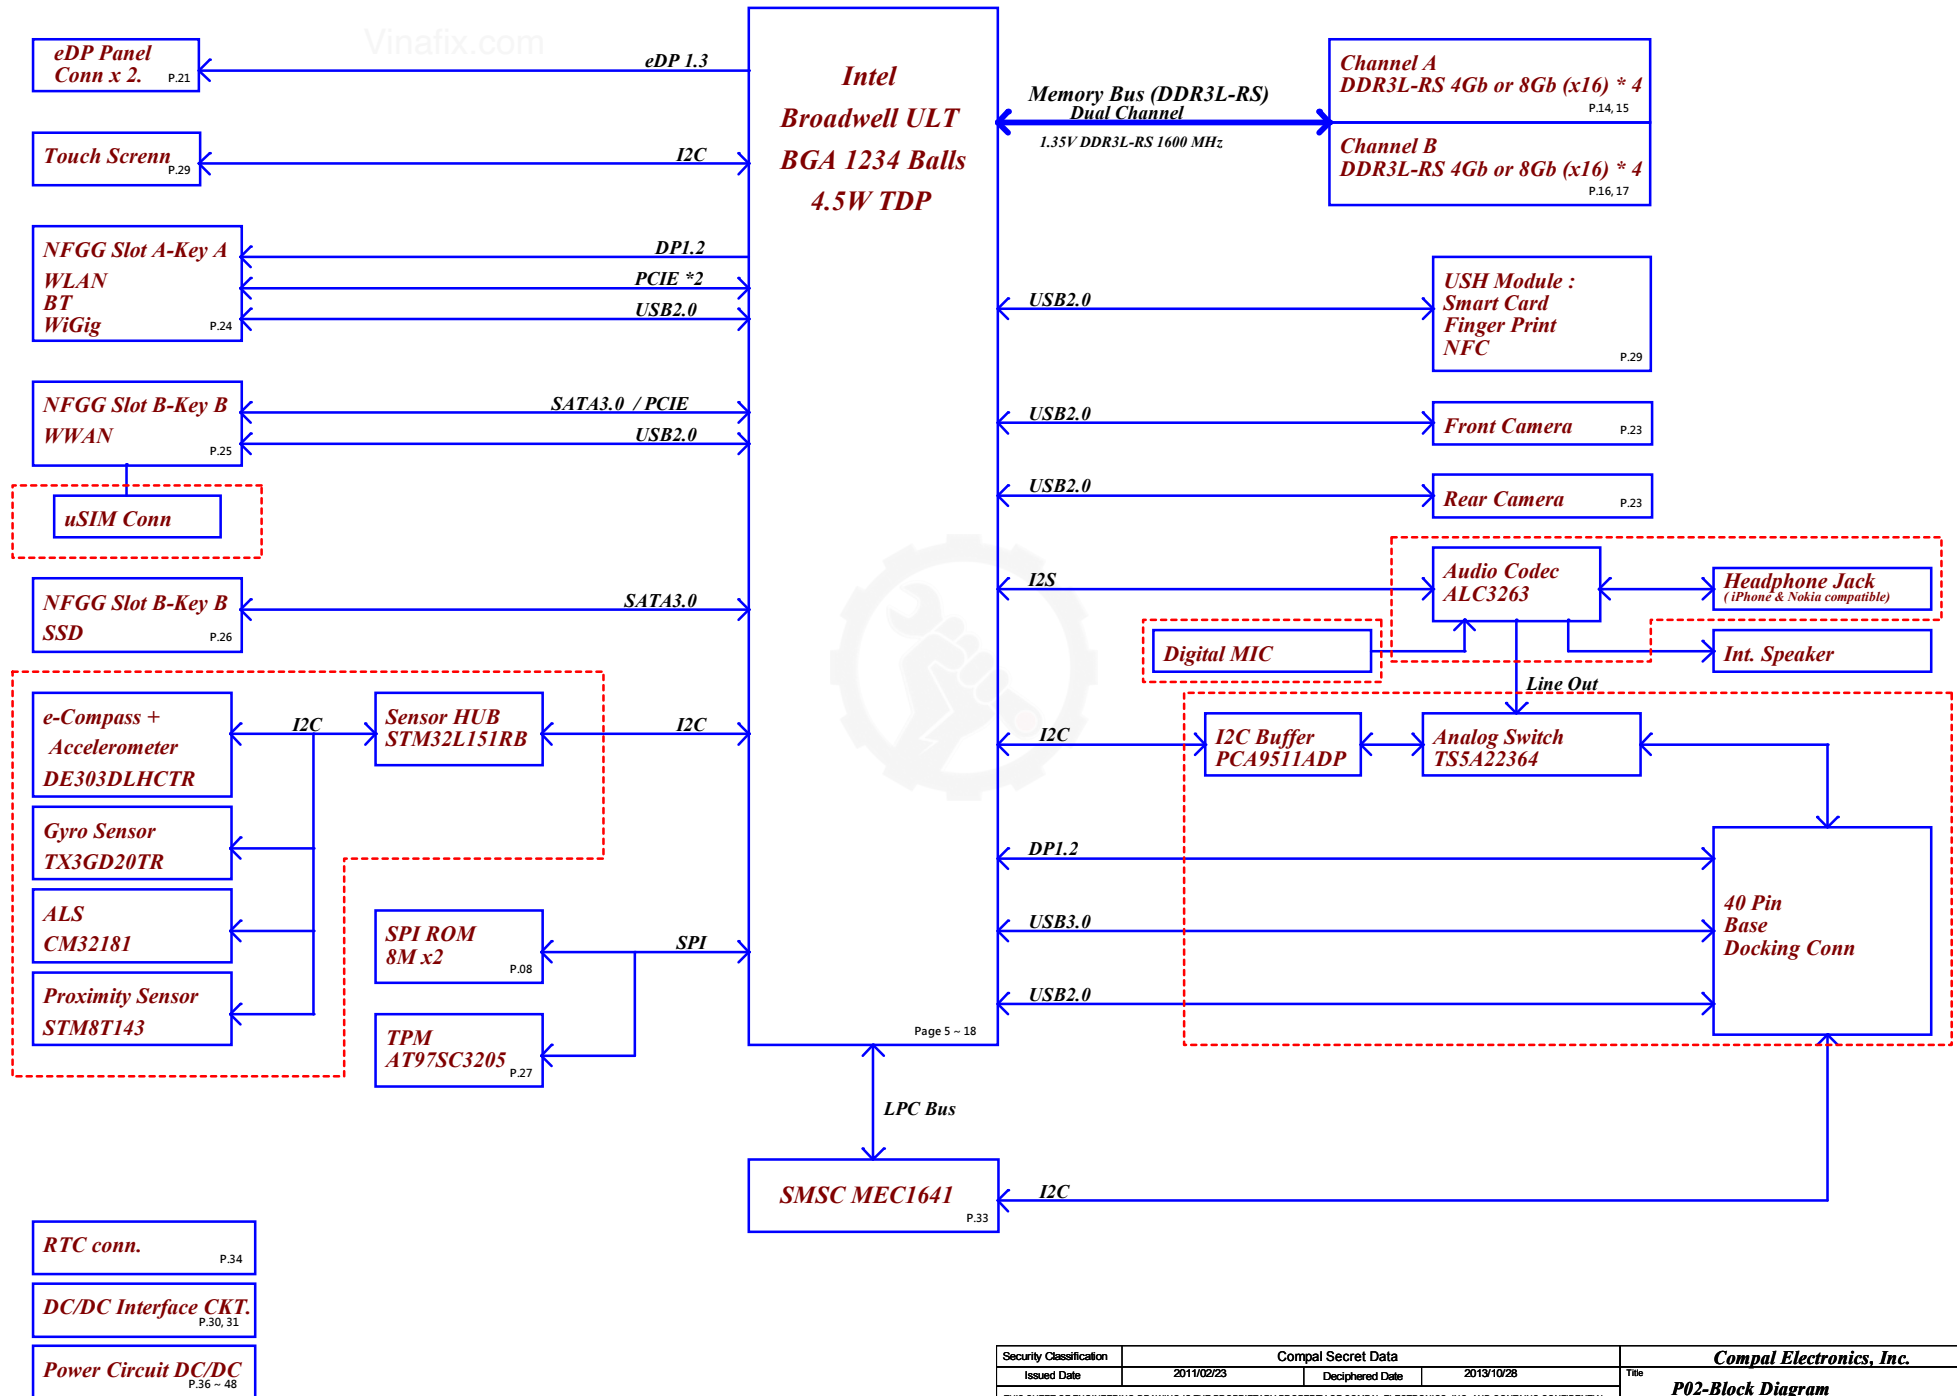 Vinafix.com
eDP Panel
Conn x 2.
P.21
eDP 1.3
Touch Screnn
P.29
I2C
NFGG Slot A-Key A
WLAN
BT
WiGig
P.24
DP1.2
PCIE *2
USB2.0
NFGG Slot B-Key B
WWAN
P.25
SATA3.0 / PCIE
USB2.0
uSIM Conn
NFGG Slot B-Key B
SSD
P.26
SATA3.0
e-Compass +
Accelerometer
DE303DLHCTR
I2C
Sensor HUB
STM32L151RB
I2C
Gyro Sensor
TX3GD20TR
ALS
CM32181
Proximity Sensor
STM8T143
SPI ROM
8M x2
P.08
SPI
TPM
AT97SC3205
P.27
Intel
Broadwell ULT
BGA 1234 Balls
4.5W TDP
Page 5 ~ 18
Memory Bus (DDR3L-RS)
Dual Channel
1.35V DDR3L-RS 1600 MHz
Channel A
DDR3L-RS 4Gb or 8Gb (x16) * 4
P.14, 15
Channel B
DDR3L-RS 4Gb or 8Gb (x16) * 4
P.16, 17
USB2.0
USH Module :
Smart Card
Finger Print
NFC
P.29
USB2.0
Front Camera
P.23
USB2.0
Rear Camera
P.23
I2S
Audio Codec
ALC3263
Headphone Jack
( iPhone & Nokia compatible)
Digital MIC
Int. Speaker
Line Out
I2C
I2C Buffer
PCA9511ADP
Analog Switch
TS5A22364
DP1.2
USB3.0
USB2.0
40 Pin
Base
Docking Conn
LPC Bus
SMSC MEC1641
P.33
I2C
RTC conn.
P.34
DC/DC Interface CKT.
P.30, 31
Power Circuit DC/DC
P.36 ~ 48
Security Classification
Compal Secret Data
Compal Electronics, Inc.
Issued Date
2011/02/23
Deciphered Date
2013/10/28
Title
P02-Block Diagram